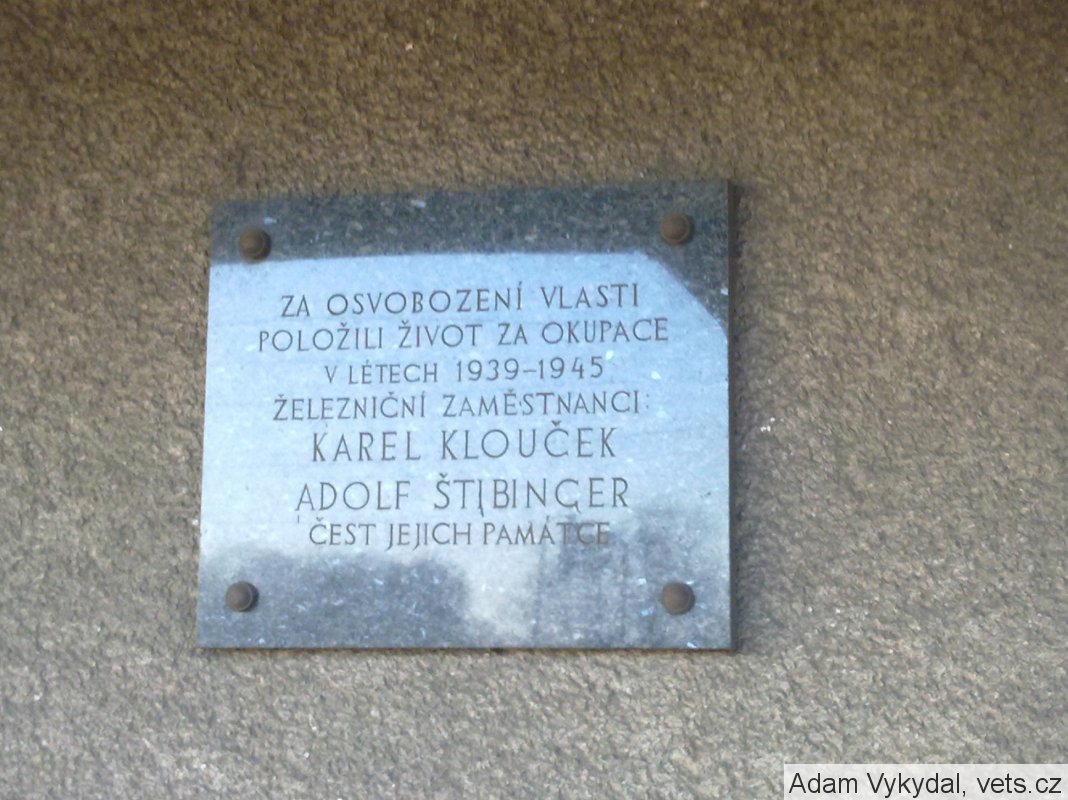 ZA OSVOBOZENÍ VLASTI
POLOŽILI ŽIVOT ZA OKUPACE
V LÉTECH 1939-1945
ŽELEZNIČNÍ ZAMĚSTNANCI:
KAREL KLOUČEK
ADOLF ŠTIBINGER
ČEST JEJICH PAMÁTCE
Adam Vykydal, vets.cz